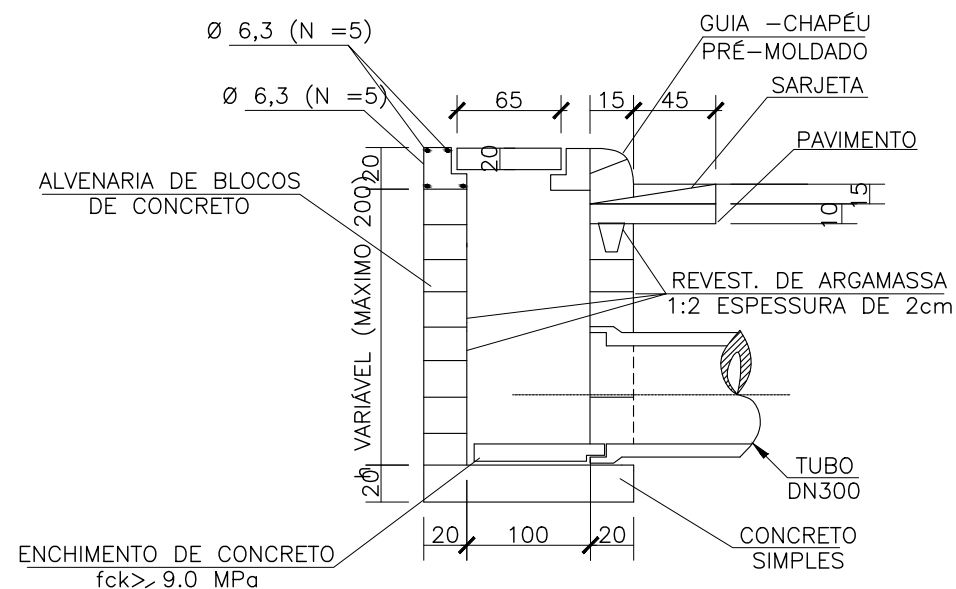 Ø 6,3 (N =5)
GUIA -CHAPÉU
PRÉ-MOLDADO
SARJETA
Ø 6,3 (N =5)
65
15
45
PAVIMENTO
20
20
ALVENARIA DE BLOCOS
DE CONCRETO
15
10
h VARIÁVEL (MÁXIMO 200)
REVEST. DE ARGAMASSA
1:2 ESPESSURA DE 2cm
20
TUBO
DN300
20
100
20
CONCRETO
SIMPLES
ENCHIMENTO DE CONCRETO
fck>, 9.0 MPa